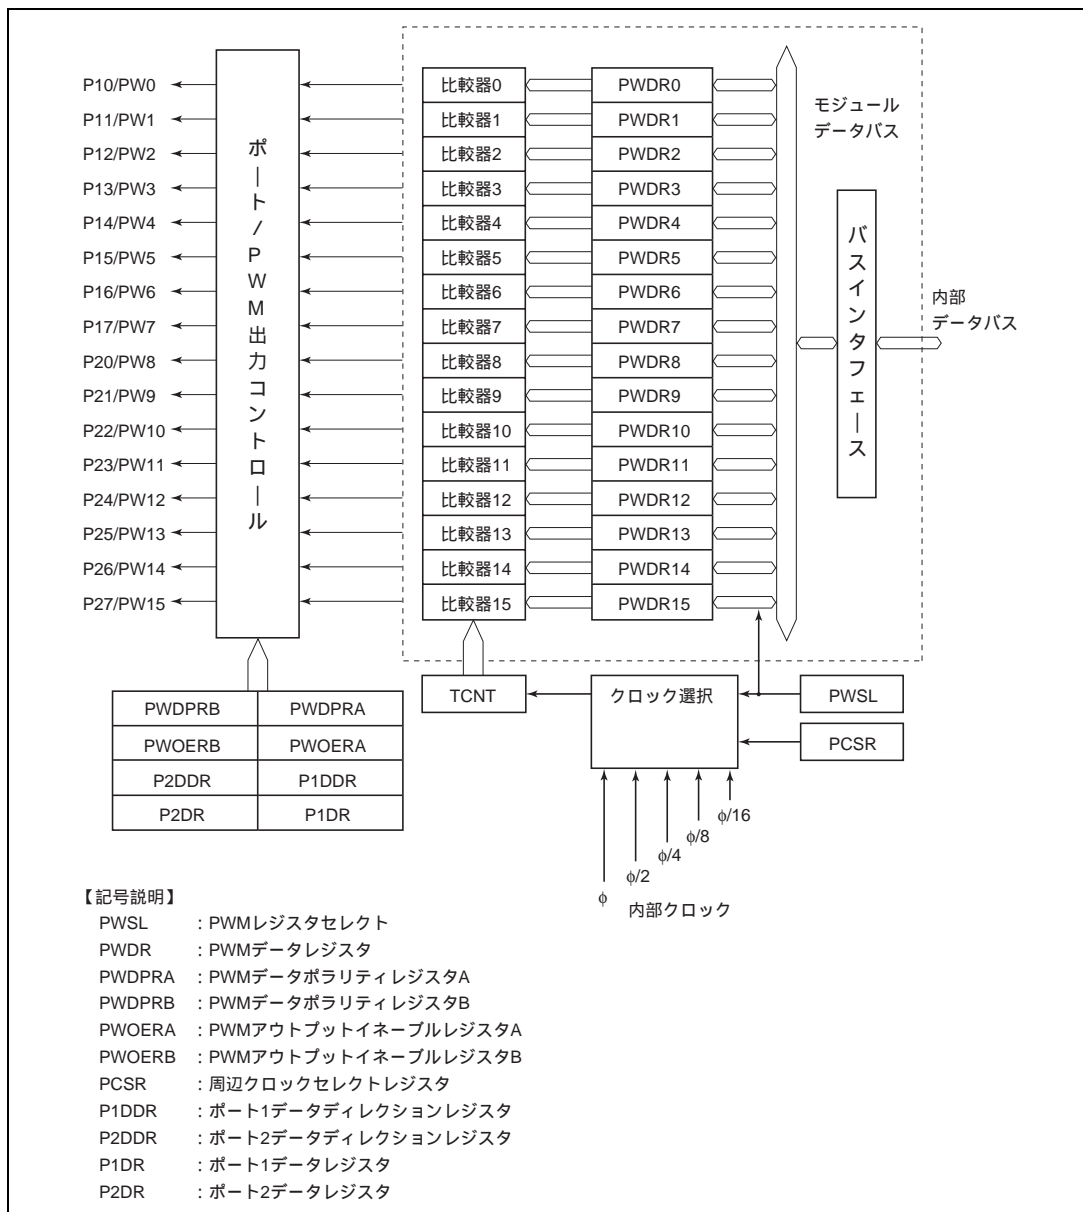 P10/PW0
P11/PW1
P12/PW2
P13/PW3
P14/PW4
P15/PW5
P16/PW6
P17/PW7
P20/PW8
P21/PW9
P22/PW10
P23/PW11
P24/PW12
P25/PW13
P26/PW14
P27/PW15
ポート/PWM出力コントロール
比較器0
比較器1
比較器2
比較器3
比較器4
比較器5
比較器6
比較器7
比較器8
比較器9
比較器10
比較器11
比較器12
比較器13
比較器14
比較器15
PWDR0
PWDR1
PWDR2
PWDR3
PWDR4
PWDR5
PWDR6
PWDR7
PWDR8
PWDR9
PWDR10
PWDR11
PWDR12
PWDR13
PWDR14
PWDR15
モジュール
データバス
バスインタフェース
内部
データバス
PWDPRB PWDPRA
PWOERB PWOERA
P2DDR P1DDR
P2DR P1DR
TCNT
クロック選択
PWSL
PCSR
φ/16
φ/8
φ/4
φ/2
φ
内部クロック
【記号説明】
PWSL :PWMレジスタセレクト
PWDR :PWMデータレジスタ
PWDPRA :PWMデータポラリティレジスタA
PWDPRB :PWMデータポラリティレジスタB
PWOERA :PWMアウトプットイネーブルレジスタA
PWOERB :PWMアウトプットイネーブルレジスタB
PCSR :周辺クロックセレクトレジスタ
P1DDR :ポート1データディレクションレジスタ
P2DDR :ポート2データディレクションレジスタ
P1DR :ポート1データレジスタ
P2DR :ポート2データレジスタ